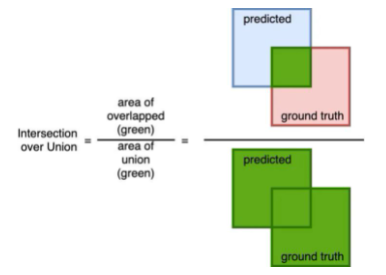 predicted
ground truth
Intersection
over Union
=
area of
overlapped
(green)
area of
union
(green)
=
predicted
ground truth